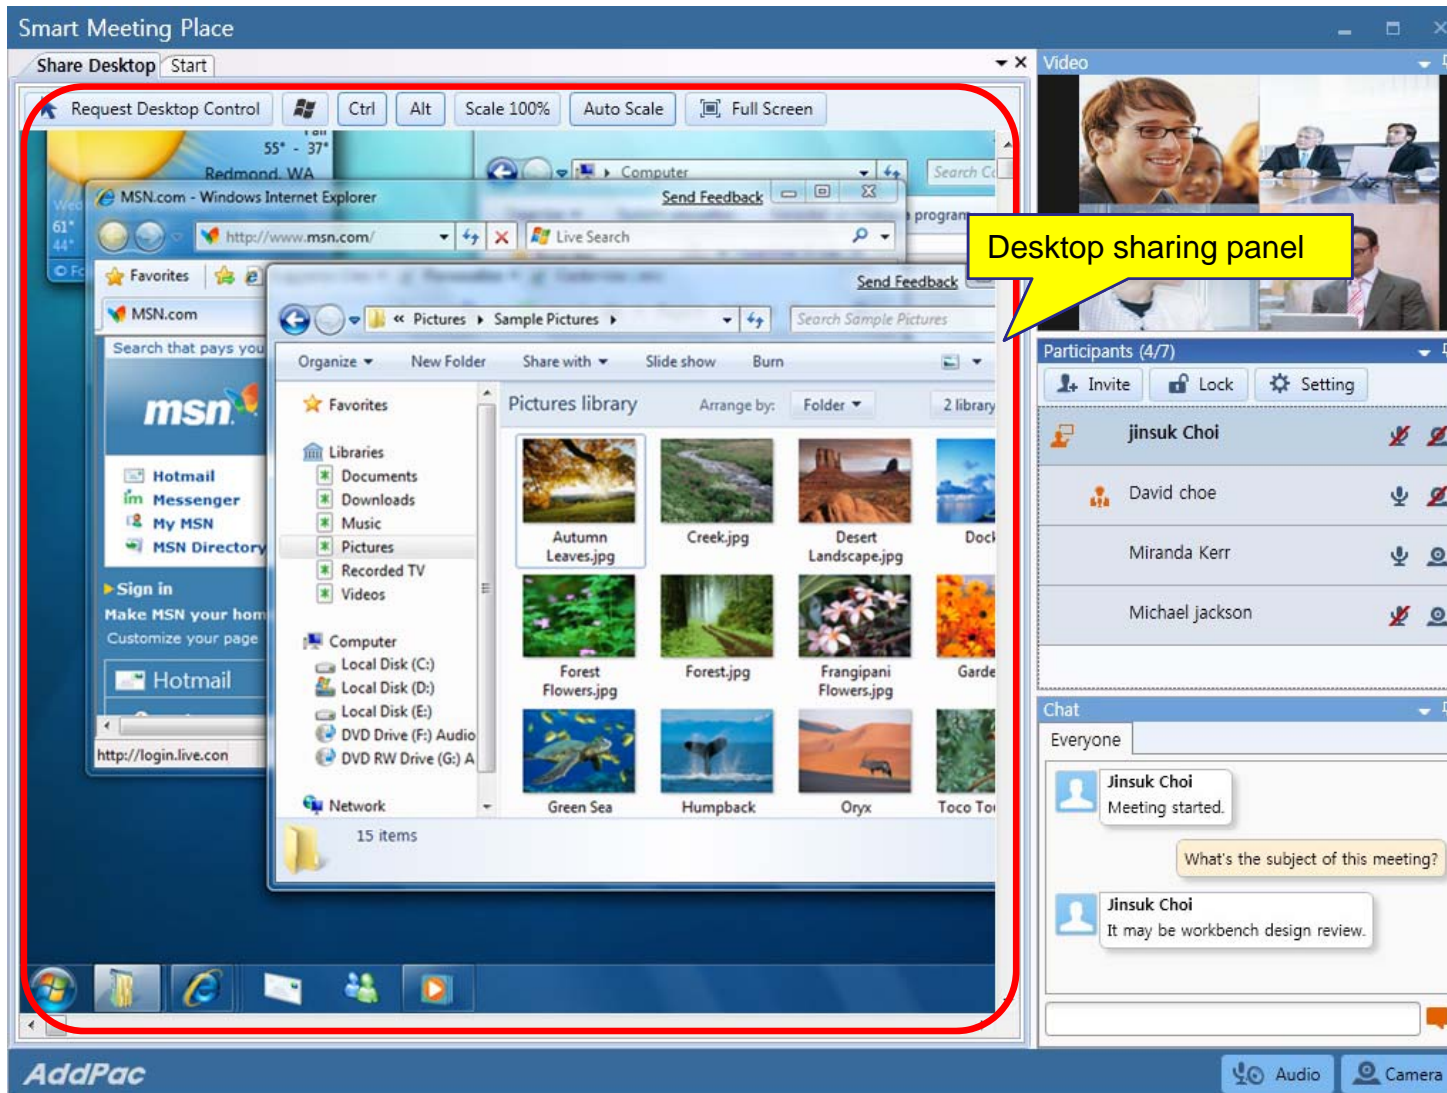 Smart Meeting Place
Share Desktop
Start
Video
Request Desktop Control
Ctrl
Alt
Scale 100%
Auto Scale
Full Screen
55° - 37°
Redmond, WA
Wed
61°
44°
Computer
Search
MSN.com - Windows Internet Explorer
Send Feedback
program
http://www.msn.com/
Live Search
Desktop sharing panel
Favorites
Send Feedback
MSN.com
« Pictures
Sample Pictures
Search Sample Pictures
Search that pays you
Organize
New Folder
Share with
Slide show
Burn
msn
Favorites
Pictures library
Arrange by:
Folder
2 library
Libraries
Documents
Downloads
Music
Pictures
Recorded TV
Videos
Hotmail
Messenger
My MSN
MSN Directory
Autumn
Leaves.jpg
Creek.jpg
Desert
Landscape.jpg
Dock
Sign in
Make MSN your hom
Customize your page
Hotmail
Computer
Local Disk (C:)
Local Disk (D:)
Local Disk (E:)
DVD Drive (F:) Audio
DVD RW Drive (G:) A
Network
Forest
Flowers.jpg
Forest.jpg
Frangipani
Flowers.jpg
Garde
Green Sea
Humpback
Oryx
Toco Tou
http://login.live.con
15 items
Participants (4/7)
Invite
Lock
Setting
jinsuk Choi
David choe
Miranda Kerr
Michael jackson
Chat
Everyone
Jinsuk Choi
Meeting started.
What's the subject of this meeting?
Jinsuk Choi
It may be workbench design review.
AddPac
Audio
Camera